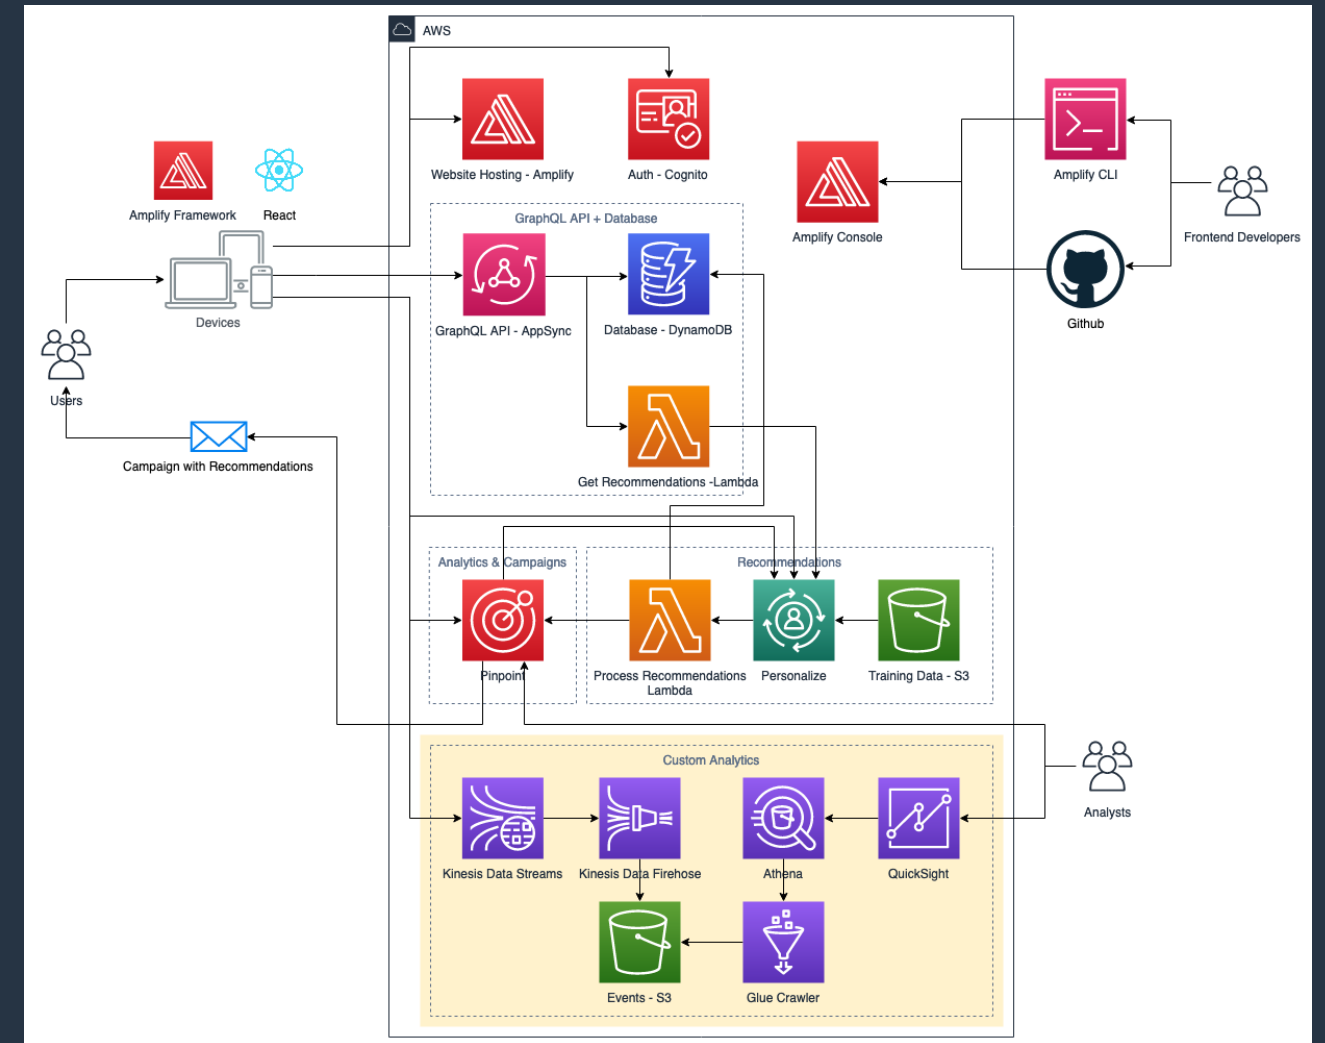 AWS
Website Hosting - Amplify
Auth - Cognito
Amplify CLI
Amplify Framework
React
Amplify Console
Frontend Developers
GraphQL API + Database
Devices
GraphQL API - AppSync
Database - DynamoDB
Github
Users
Campaign with Recommendations
Get Recommendations -Lambda
Analytics & Campaigns
Recommendations
Pinpoint
Process Recommendations
Lambda
Personalize
Training Data - S3
Custom Analytics
Analysts
Kinesis Data Streams
Kinesis Data Firehose
Athena
QuickSight
Events - S3
Glue Crawler